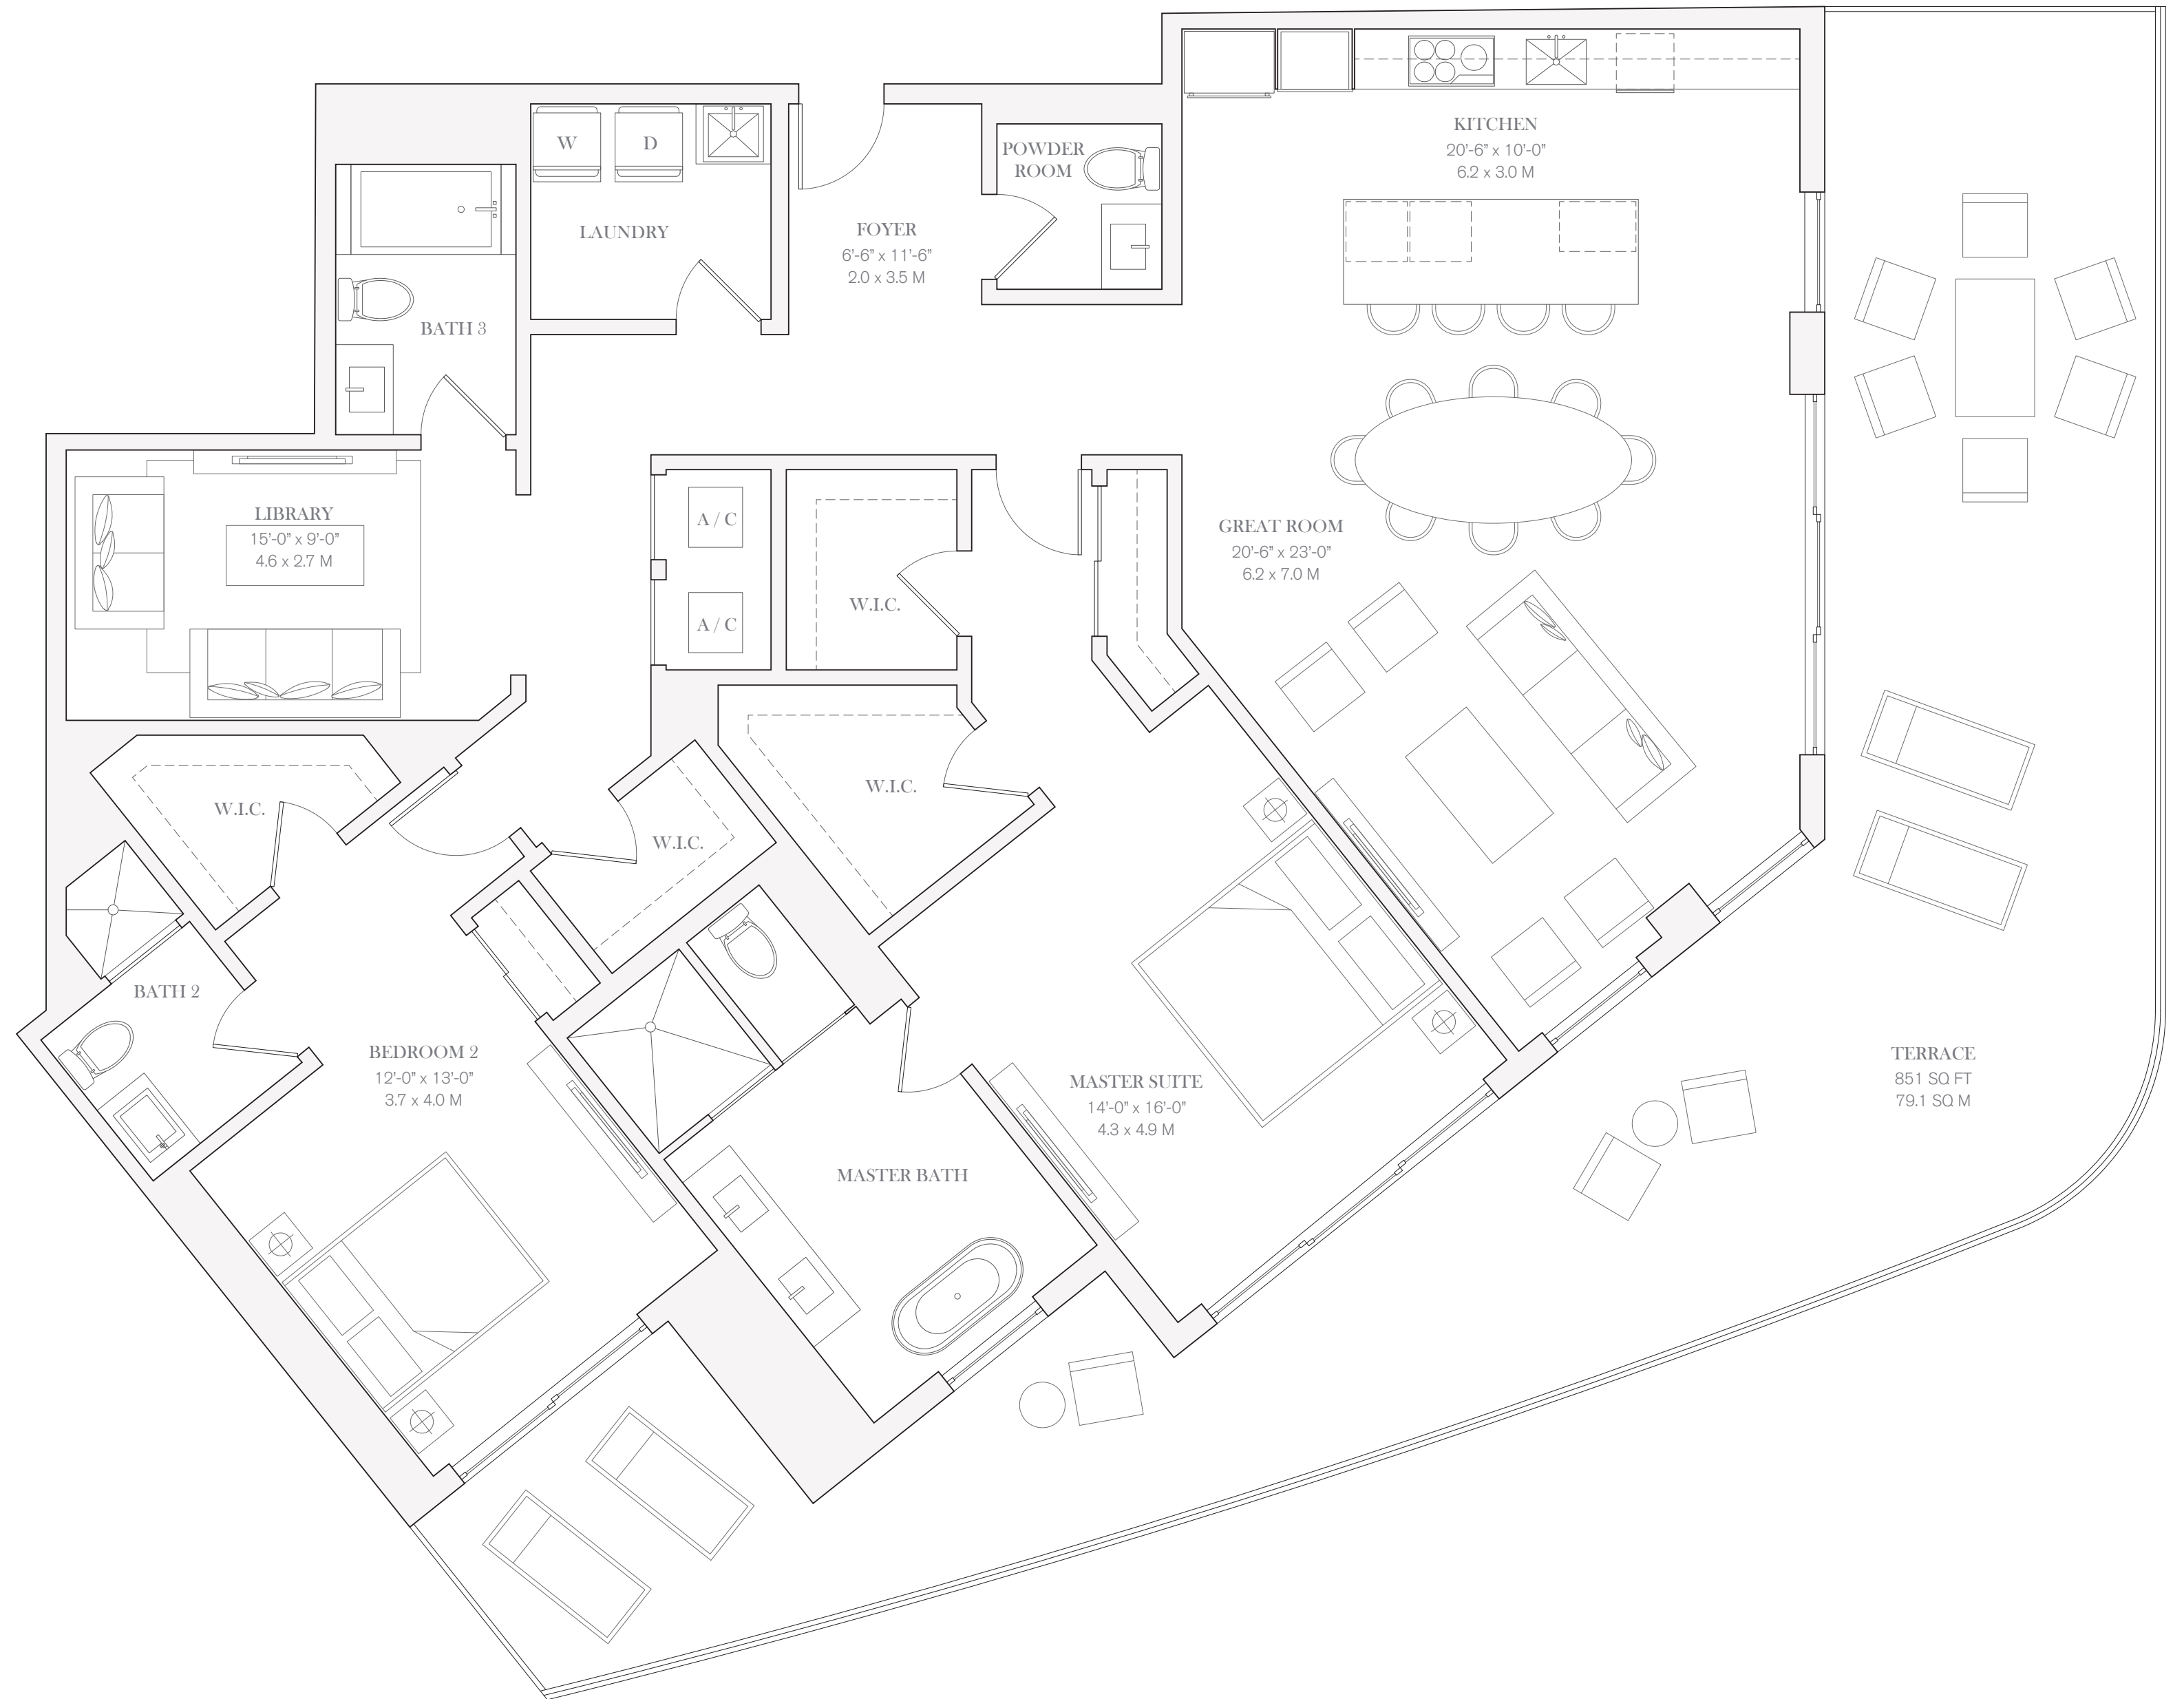 KITCHEN
20'-6" x 10'-0"
6.2 x 3.0 M
W
D
POWDER
ROOM
LAUNDRY
FOYER
6'-6" x 11'-6"
2.0 x 3.5 M
BATH 3
LIBRARY
15'-0" x 9'-0"
4.6 x 2.7 M
A / C
A / C
W.I.C.
GREAT ROOM
20'-6" x 23'-0"
6.2 x 7.0 M
W.I.C.
W.I.C.
W.I.C.
BATH 2
BEDROOM 2
12'-0" x 13'-0"
3.7 x 4.0 M
MASTER SUITE
14'-0" x 16'-0"
4.3 x 4.9 M
TERRACE
851 SQ FT
79.1 SQ M
MASTER BATH